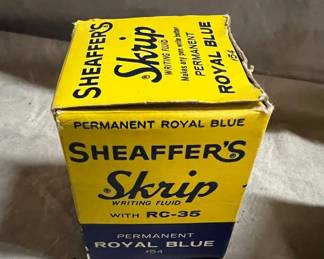 SHEAFFER'S
Skrip
WRITING FLUID
Makes any pen write better
PERMANENT
ROYAL BLUE
#54
PERMANENT ROYAL BLUE
SHEAFFER'S
Skrip
WRITING FLUID
WITH RC-35
PERMANENT
ROYAL BLUE
#54